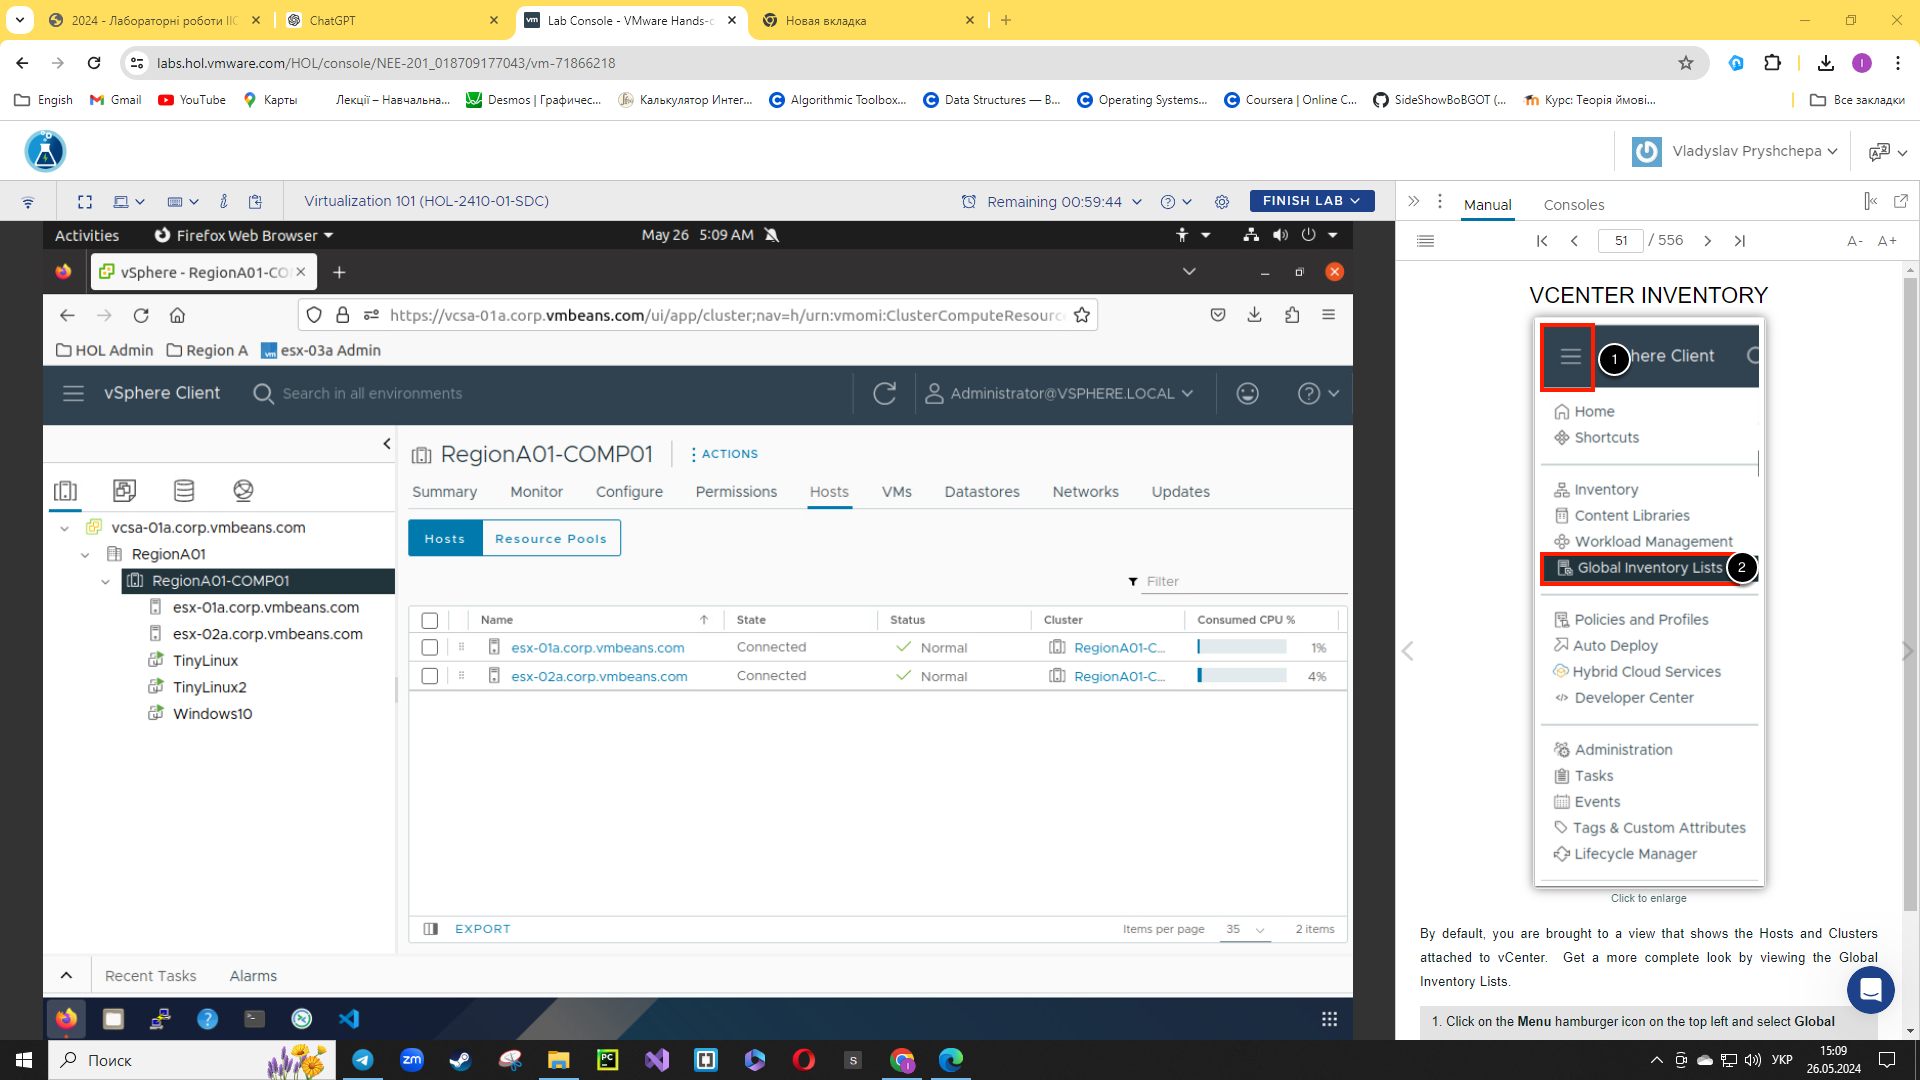 2024 - Лабораторні роботи ІІС
ChatGPT
Lab Console - VMware Hands-o
Новая вкладка
labs.hol.vmware.com/HOL/console/NEE-201_018709177043/vm-71866218
Engish
Gmail
YouTube
Карты
Лекції – Навчальна...
Desmos | Графичес...
Калькулятор Интег...
Algorithmic Toolbox...
Data Structures — В...
Operating Systems...
Coursera | Online C...
SideShowBoBGOT (...
Курс: Теорія ймові...
Все закладки
Vladyslav Pryshchepa
Virtualization 101 (HOL-2410-01-SDC)
Remaining 00:59:44
FINISH LAB
Manual
Consoles
Activities
Firefox Web Browser
May 26 5:09 AM
51 / 556
A-
A+
vSphere - RegionA01-CO
https://vcsa-01a.corp.vmbeans.com/ui/app/cluster;nav=h/urn:vmomi:ClusterComputeResourc
HOL Admin
Region A
esx-03a Admin
vSphere Client
Search in all environments
Administrator@VSPHERE.LOCAL
RegionA01-COMP01
ACTIONS
Summary
Monitor
Configure
Permissions
Hosts
VMs
Datastores
Networks
Updates
vcsa-01a.corp.vmbeans.com
RegionA01
RegionA01-COMP01
esx-01a.corp.vmbeans.com
esx-02a.corp.vmbeans.com
TinyLinux
TinyLinux2
Windows10
Hosts
Resource Pools
Filter
Name
State
Status
Cluster
Consumed CPU %
esx-01a.corp.vmbeans.com
Connected
Normal
RegionA01-C...
1%
esx-02a.corp.vmbeans.com
Connected
Normal
RegionA01-C...
4%
EXPORT
Items per page
35
2 items
Recent Tasks
Alarms
VCENTER INVENTORY
1
here Client
Home
Shortcuts
Inventory
Content Libraries
Workload Management
Global Inventory Lists
2
Policies and Profiles
Auto Deploy
Hybrid Cloud Services
Developer Center
Administration
Tasks
Events
Tags & Custom Attributes
Lifecycle Manager
Click to enlarge
By default, you are brought to a view that shows the Hosts and Clusters
attached to vCenter. Get a more complete look by viewing the Global
Inventory Lists.
1. Click on the Menu hamburger icon on the top left and select Global
Поиск
УКР
15:09
26.05.2024